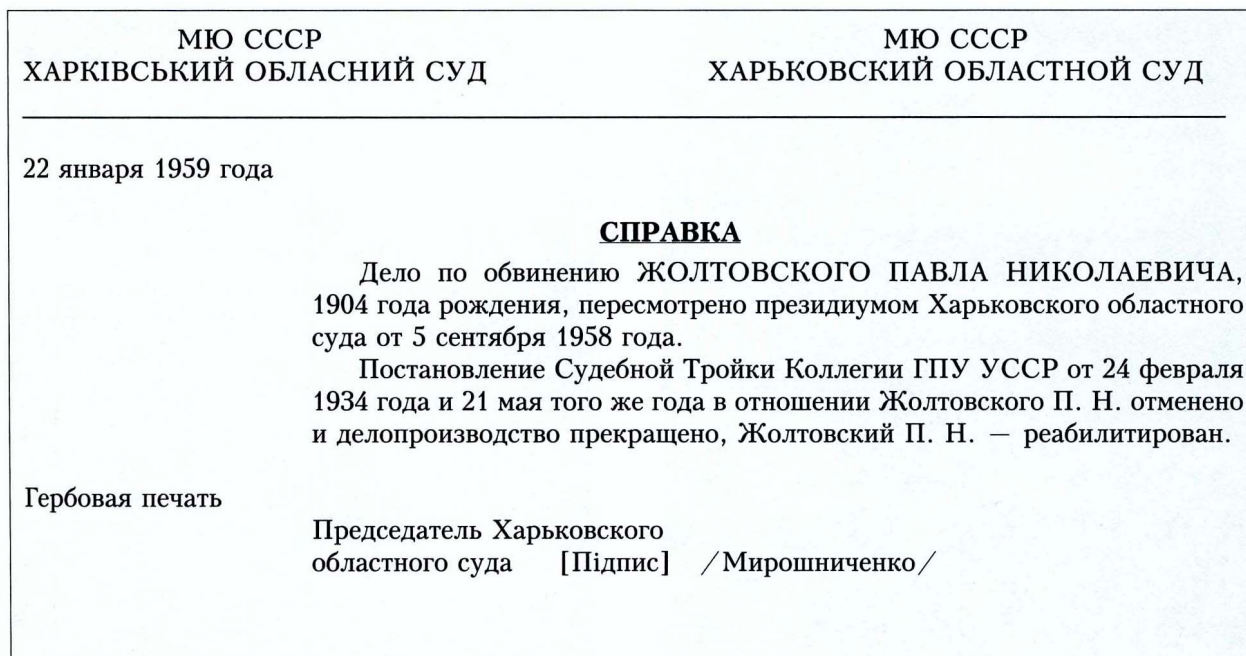 МЮ СССР
ХАРКІВСЬКИЙ ОБЛАСНИЙ СУД
МЮ СССР
ХАРЬКОВСКИЙ ОБЛАСТНОЙ СУД
22 января 1959 года
СПРАВКА
Дело по обвинению ЖОЛТОВСКОГО ПАВЛА НИКОЛАЕВИЧА,
1904 года рождения, пересмотрено президиумом Харьковского областного
суда от 5 сентября 1958 года.
Постановление Судебной Тройки Коллегии ГПУ УССР от 24 февраля
1934 года и 21 мая того же года в отношении Жолтовского П. Н. отменено
и делопроизводство прекращено, Жолтовский П. Н. — реабилитирован.
Гербовая печать
Председатель Харьковского
областного суда [Підпис] /Мирошниченко/